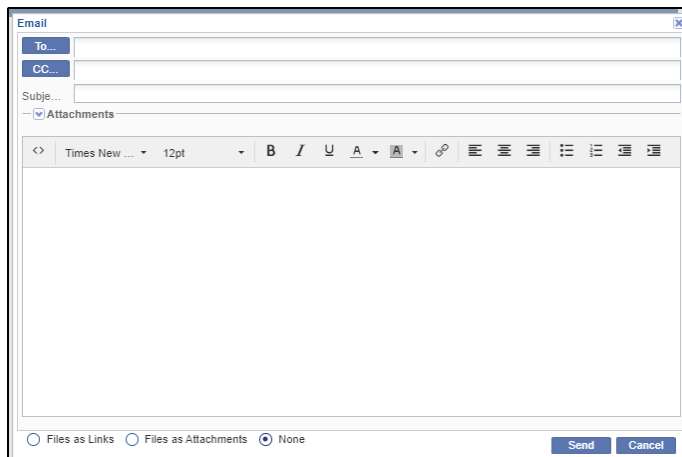 Email
To...
CC...
Subje...
Attachments
<> Times New ... 12pt B I U A A
Files as Links Files as Attachments None
Send Cancel